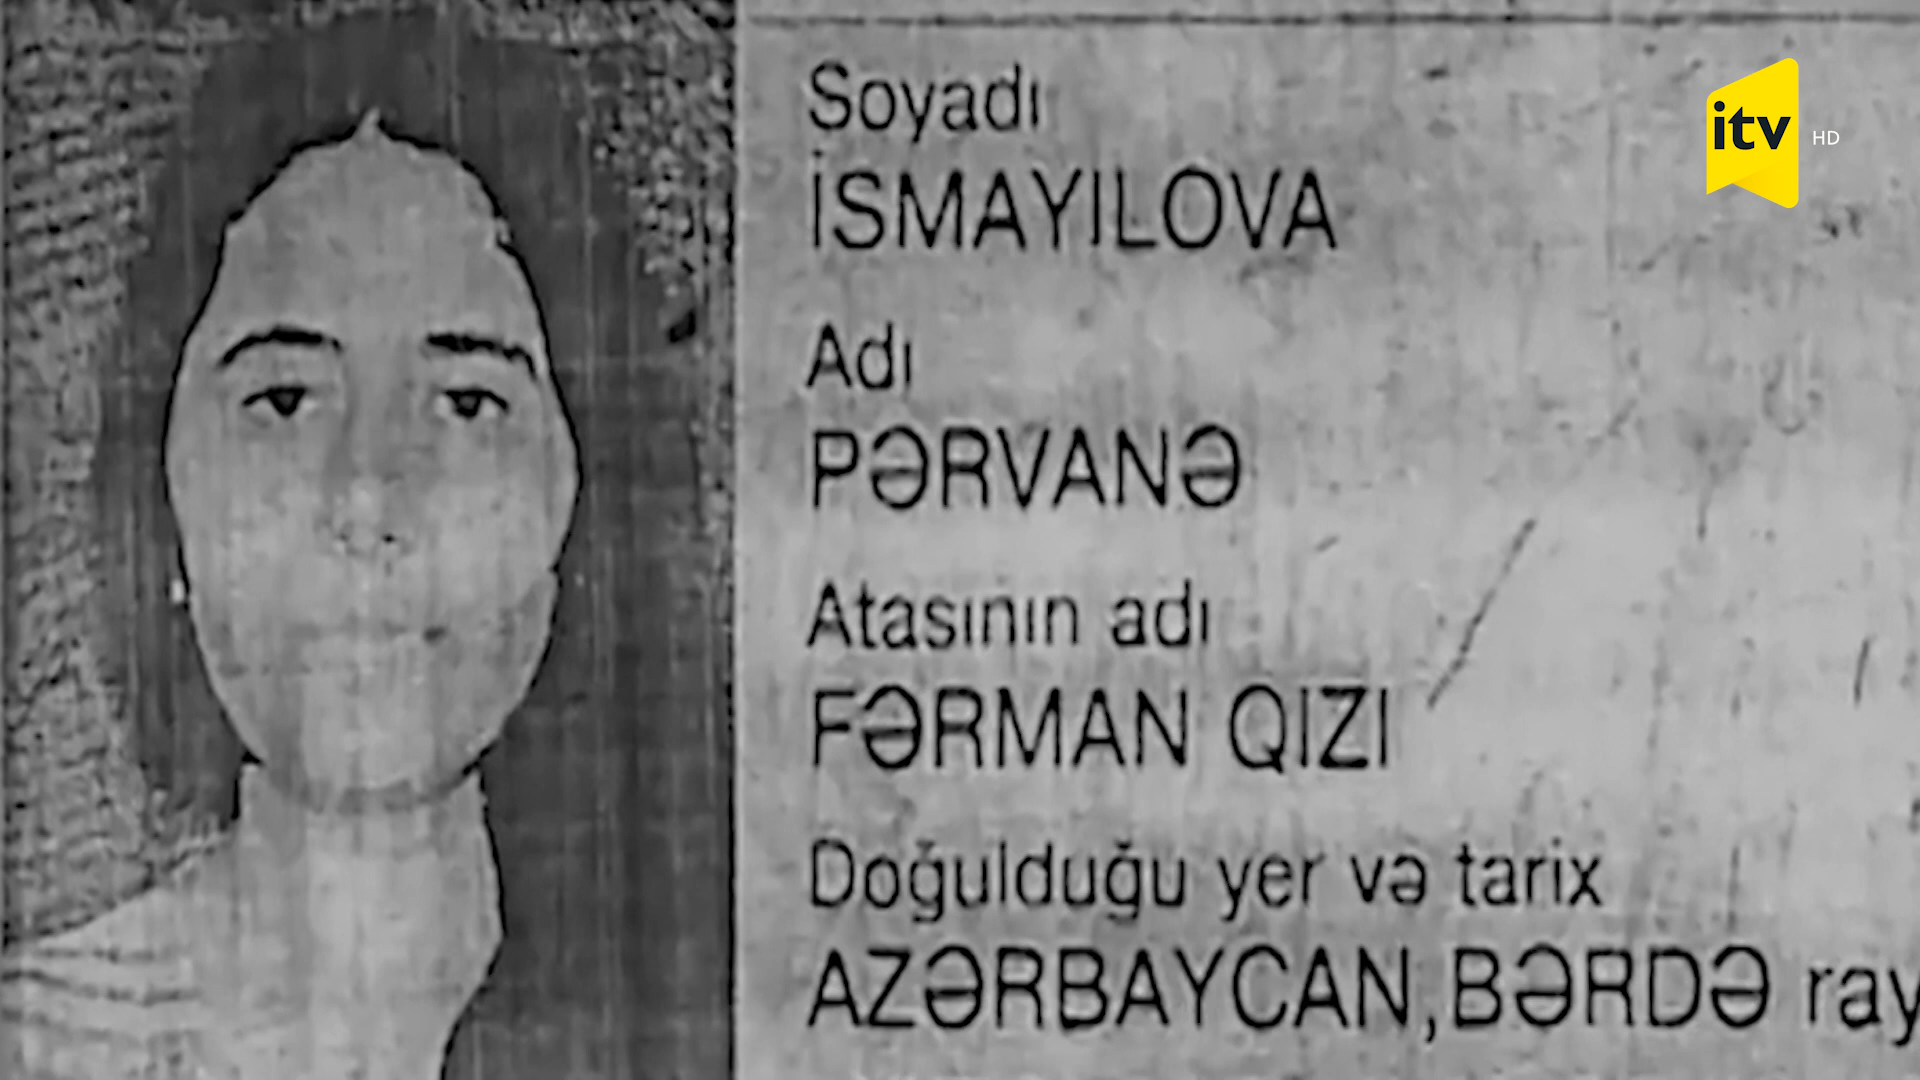 Soyadı
İSMAYILOVA
Adı
PƏRVANƏ
Atasının adı
FƏRMAN QIZI
Doğulduğu yer və tarix
AZƏRBAYCAN,BƏRDƏ ray
itv HD